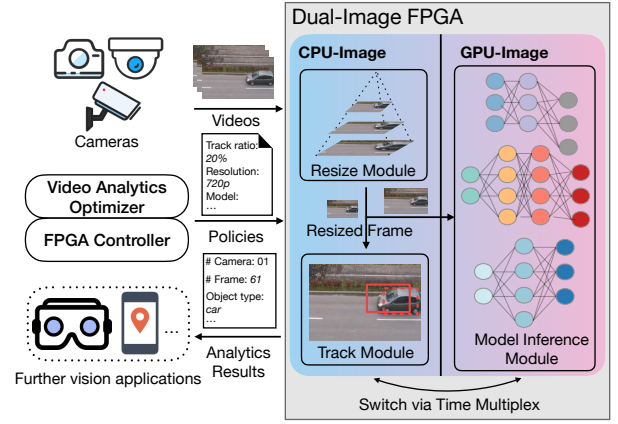 Dual-Image FPGA
CPU-Image
GPU-Image
Cameras
Videos
Resize Module
Track ratio:
20%
Resolution:
720p
Model:
...
Video Analytics
Optimizer
FPGA Controller
Policies
Resized Frame
# Camera: 01
# Frame: 61
Object type:
car
...
...
Further vision applications
Analytics
Results
Track Module
Model Inference
Module
Switch via Time Multiplex